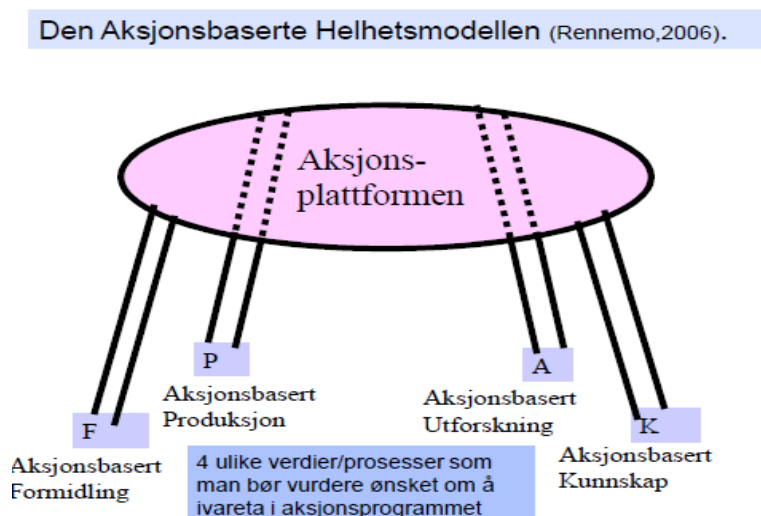 Den Aksjonsbaserte Helhetsmodellen (Rennemo,2006).
Aksjons-
plattformen
P
Aksjonsbasert
Produksjon
A
Aksjonsbasert
Utforskning
F
Aksjonsbasert
Formidling
K
Aksjonsbasert
Kunnskap
4 ulike verdier/prosesser som
man bør vurdere ønsket om å
ivareta i aksjonsprogrammet